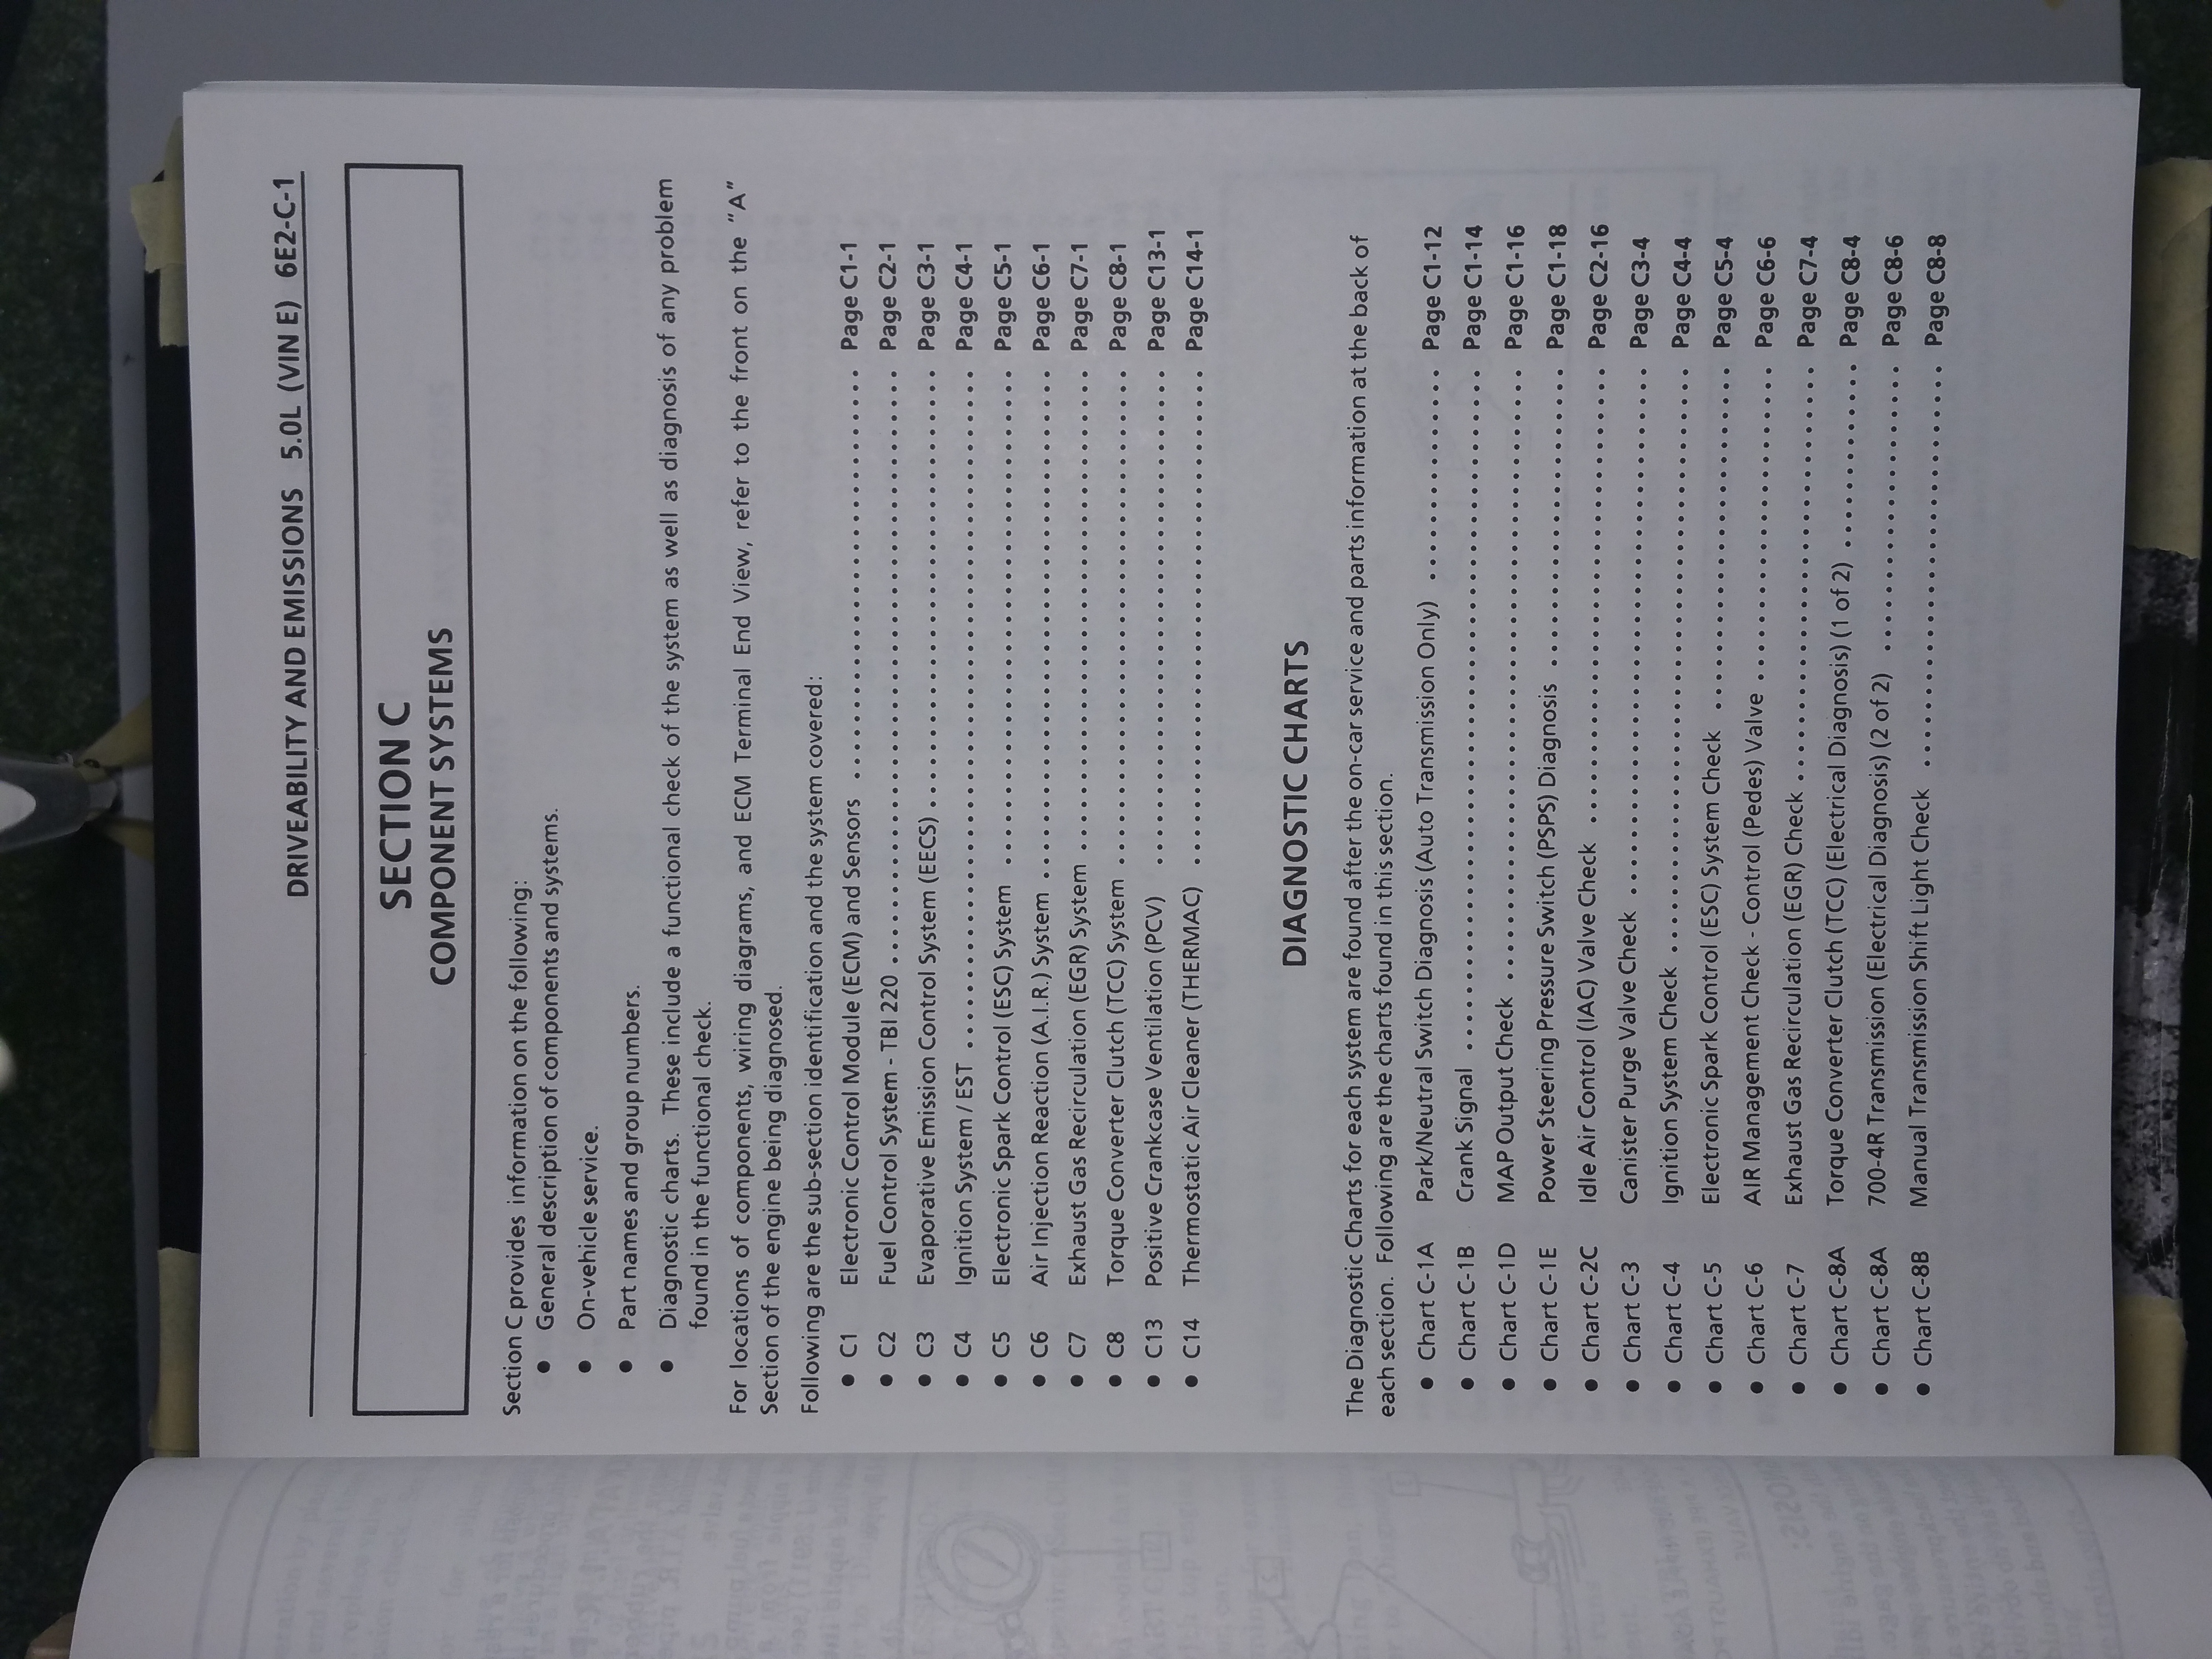 DRIVEABILITY AND EMISSIONS 5.0L (VIN E) 6E2-C-1
SECTION C
COMPONENT SYSTEMS
Section C provides information on the following:
● General description of components and systems.
● On-vehicle service.
● Part names and group numbers.
● Diagnostic charts. These include a functional check of the system as well as diagnosis of any problem
found in the functional check.
For locations of components, wiring diagrams, and ECM Terminal End View, refer to the front on the "A"
Section of the engine being diagnosed.
Following are the sub-section identification and the system covered:
● C1 Electronic Control Module (ECM) and Sensors .......... Page C1-1
● C2 Fuel Control System - TBI 220 .......... Page C2-1
● C3 Evaporative Emission Control System (EECS) .......... Page C3-1
● C4 Ignition System / EST .......... Page C4-1
● C5 Electronic Spark Control (ESC) System .......... Page C5-1
● C6 Air Injection Reaction (A.I.R.) System .......... Page C6-1
● C7 Exhaust Gas Recirculation (EGR) System .......... Page C7-1
● C8 Torque Converter Clutch (TCC) System .......... Page C8-1
● C13 Positive Crankcase Ventilation (PCV) .......... Page C13-1
● C14 Thermostatic Air Cleaner (THERMAC) .......... Page C14-1
DIAGNOSTIC CHARTS
The Diagnostic Charts for each system are found after the on-car service and parts information at the back of
each section. Following are the charts found in this section.
● Chart C-1A Park/Neutral Switch Diagnosis (Auto Transmission Only) .......... Page C1-12
● Chart C-1B Crank Signal .......... Page C1-14
● Chart C-1D MAP Output Check .......... Page C1-16
● Chart C-1E Power Steering Pressure Switch (PSPS) Diagnosis .......... Page C1-18
● Chart C-2C Idle Air Control (IAC) Valve Check .......... Page C2-16
● Chart C-3 Canister Purge Valve Check .......... Page C3-4
● Chart C-4 Ignition System Check .......... Page C4-4
● Chart C-5 Electronic Spark Control (ESC) System Check .......... Page C5-4
● Chart C-6 AIR Management Check - Control (Pedes) Valve .......... Page C6-6
● Chart C-7 Exhaust Gas Recirculation (EGR) Check .......... Page C7-4
● Chart C-8A Torque Converter Clutch (TCC) (Electrical Diagnosis) (1 of 2) .......... Page C8-4
● Chart C-8A 700-4R Transmission (Electrical Diagnosis) (2 of 2) .......... Page C8-6
● Chart C-8B Manual Transmission Shift Light Check .......... Page C8-8